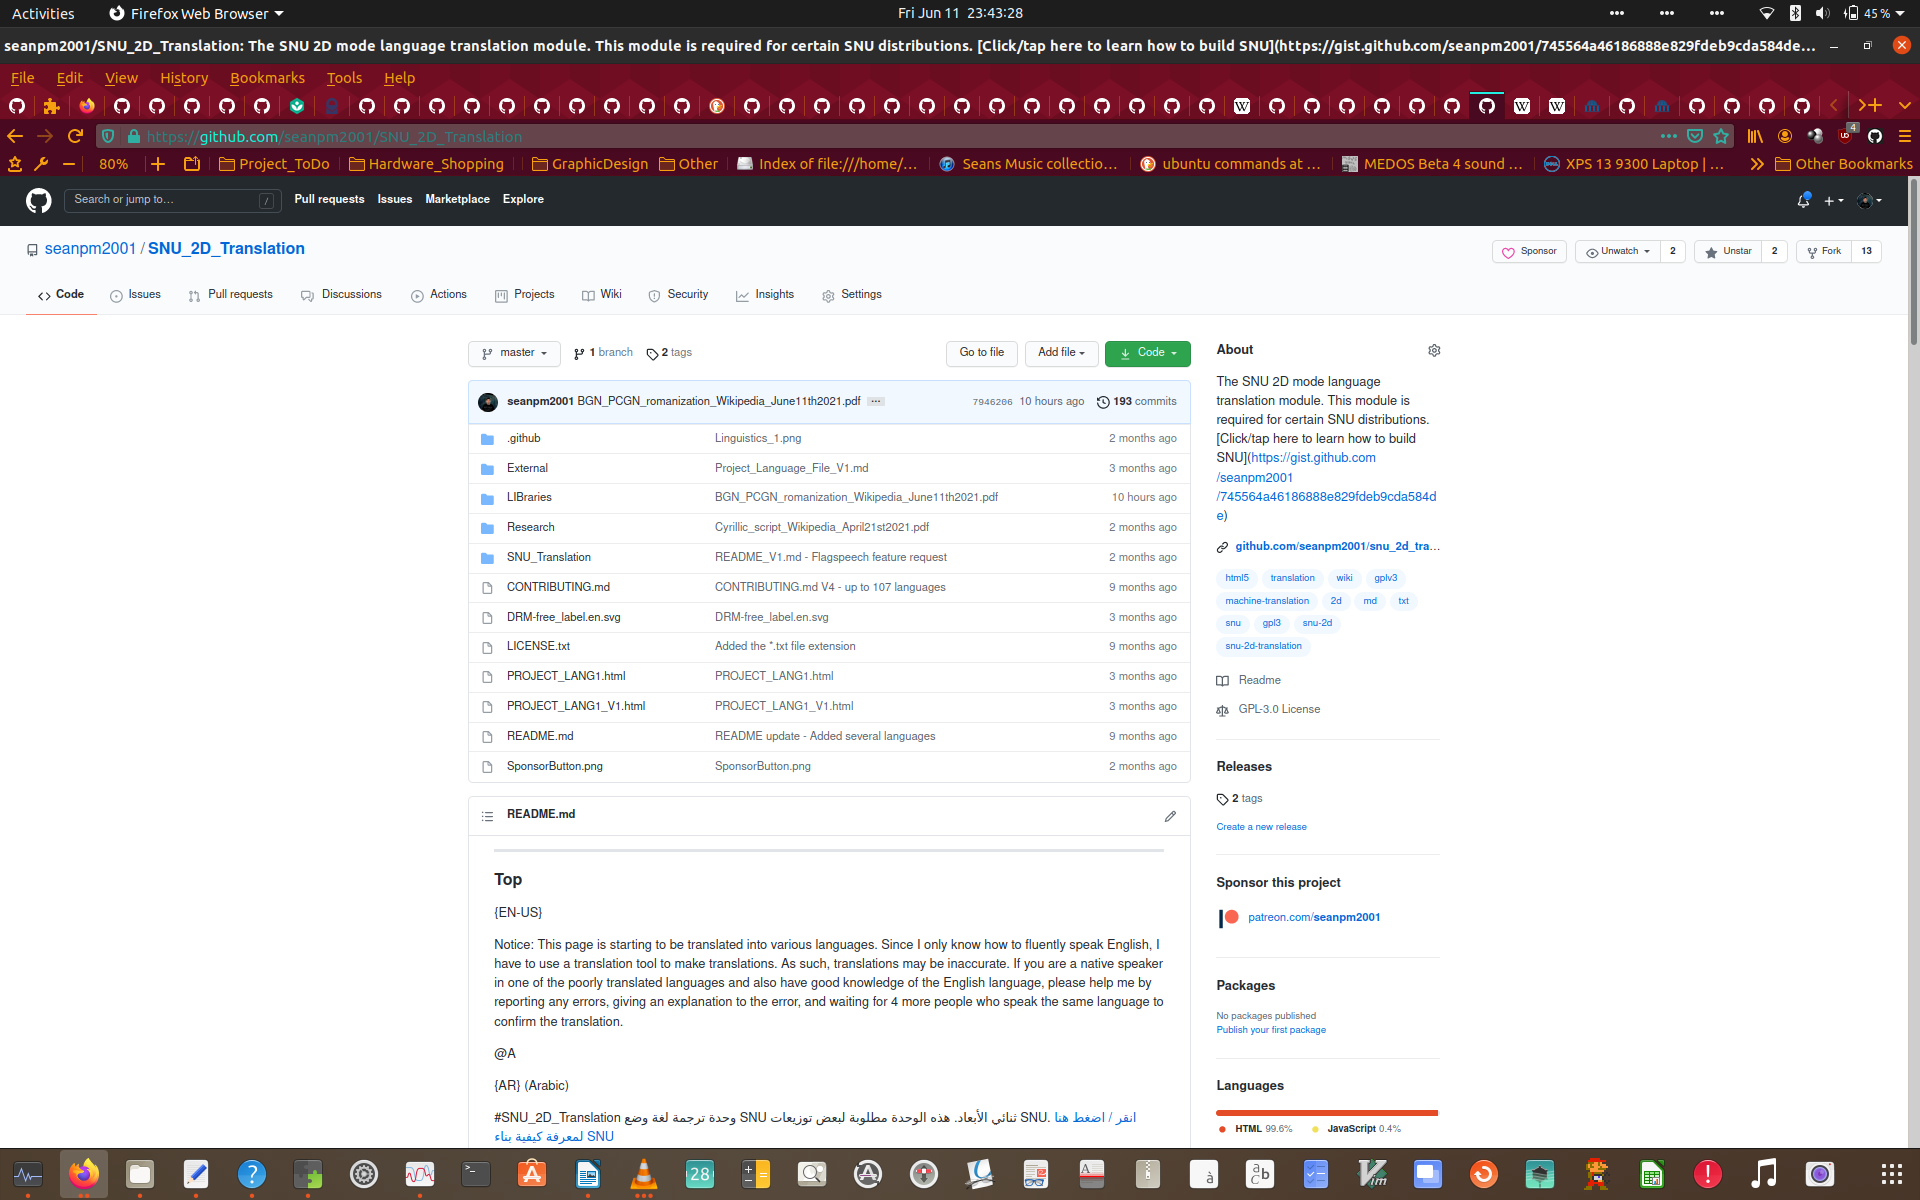 Activities
Firefox Web Browser
Fri Jun 11 23:43:28
45 %
seanpm2001/SNU_2D_Translation: The SNU 2D mode language translation module. This module is required for certain SNU distributions. [Click/tap here to learn how to build SNU](https://gist.github.com/seanpm2001/745564a46186888e829fdeb9cda584de...
File Edit View History Bookmarks Tools Help
https://github.com/seanpm2001/SNU_2D_Translation
4
80%
Project_ToDo
Hardware_Shopping
GraphicDesign
Other
Index of file:///home/...
Seans Music collectio...
ubuntu commands at ...
MEDOS Beta 4 sound ...
XPS 13 9300 Laptop | ...
Other Bookmarks
Search or jump to...
/
Pull requests Issues Marketplace Explore
seanpm2001 / SNU_2D_Translation
Sponsor
Unwatch 2
Unstar 2
Fork 13
Code
Issues
Pull requests
Discussions
Actions
Projects
Wiki
Security
Insights
Settings
master
1 branch
2 tags
Go to file
Add file
Code
seanpm2001 BGN_PCGN_romanization_Wikipedia_June11th2021.pdf ... 7946206 10 hours ago 193 commits
.github Linguistics_1.png 2 months ago
External Project_Language_File_V1.md 3 months ago
LIBraries BGN_PCGN_romanization_Wikipedia_June11th2021.pdf 10 hours ago
Research Cyrillic_script_Wikipedia_April21st2021.pdf 2 months ago
SNU_Translation README_V1.md - Flagspeech feature request 2 months ago
CONTRIBUTING.md CONTRIBUTING.md V4 - up to 107 languages 9 months ago
DRM-free_label.en.svg DRM-free_label.en.svg 3 months ago
LICENSE.txt Added the *.txt file extension 9 months ago
PROJECT_LANG1.html PROJECT_LANG1.html 3 months ago
PROJECT_LANG1_V1.html PROJECT_LANG1_V1.html 3 months ago
README.md README update - Added several languages 9 months ago
SponsorButton.png SponsorButton.png 2 months ago
README.md
Top
{EN-US}
Notice: This page is starting to be translated into various languages. Since I only know how to fluently speak English, I
have to use a translation tool to make translations. As such, translations may be inaccurate. If you are a native speaker
in one of the poorly translated languages and also have good knowledge of the English language, please help me by
reporting any errors, giving an explanation to the error, and waiting for 4 more people who speak the same language to
confirm the translation.
@A
{AR} (Arabic)
#SNU_2D_Translation وحدة ترجمة لغة وضع SNU ثنائي الأبعاد. هذه الوحدة مطلوبة لبعض توزيعات SNU. انقر / اضغط هنا
لمعرفة كيفية بناء SNU
About
The SNU 2D mode language
translation module. This module is
required for certain SNU distributions.
[Click/tap here to learn how to build
SNU](https://gist.github.com
/seanpm2001
/745564a46186888e829fdeb9cda584d
e)
github.com/seanpm2001/snu_2d_tra...
html5 translation wiki gplv3
machine-translation 2d md txt
snu gpl3 snu-2d
snu-2d-translation
Readme
GPL-3.0 License
Releases
2 tags
Create a new release
Sponsor this project
patreon.com/seanpm2001
Packages
No packages published
Publish your first package
Languages
HTML 99.6% JavaScript 0.4%
28